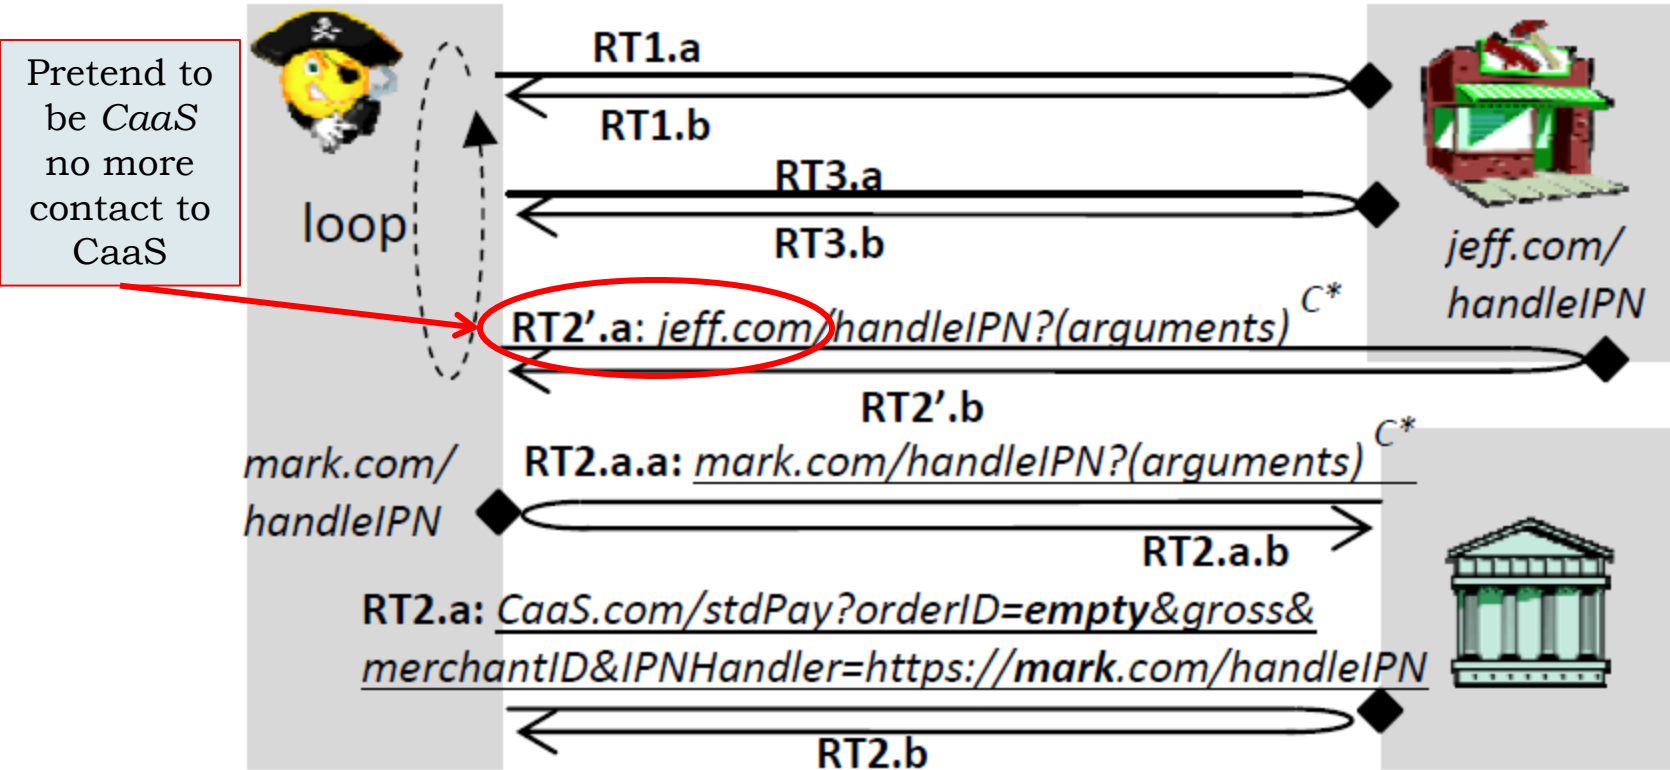 Pretend to
be CaaS
no more
contact to
CaaS
loop
RT1.a
RT1.b
RT3.a
RT3.b
jeff.com/
handleIPN
RT2’.a: jeff.com/handleIPN?(arguments) C*
RT2’.b
mark.com/
handleIPN
RT2.a.a: mark.com/handleIPN?(arguments) C*
RT2.a.b
RT2.a: CaaS.com/stdPay?orderID=empty&gross&
merchantID&IPNHandler=https://mark.com/handleIPN
RT2.b